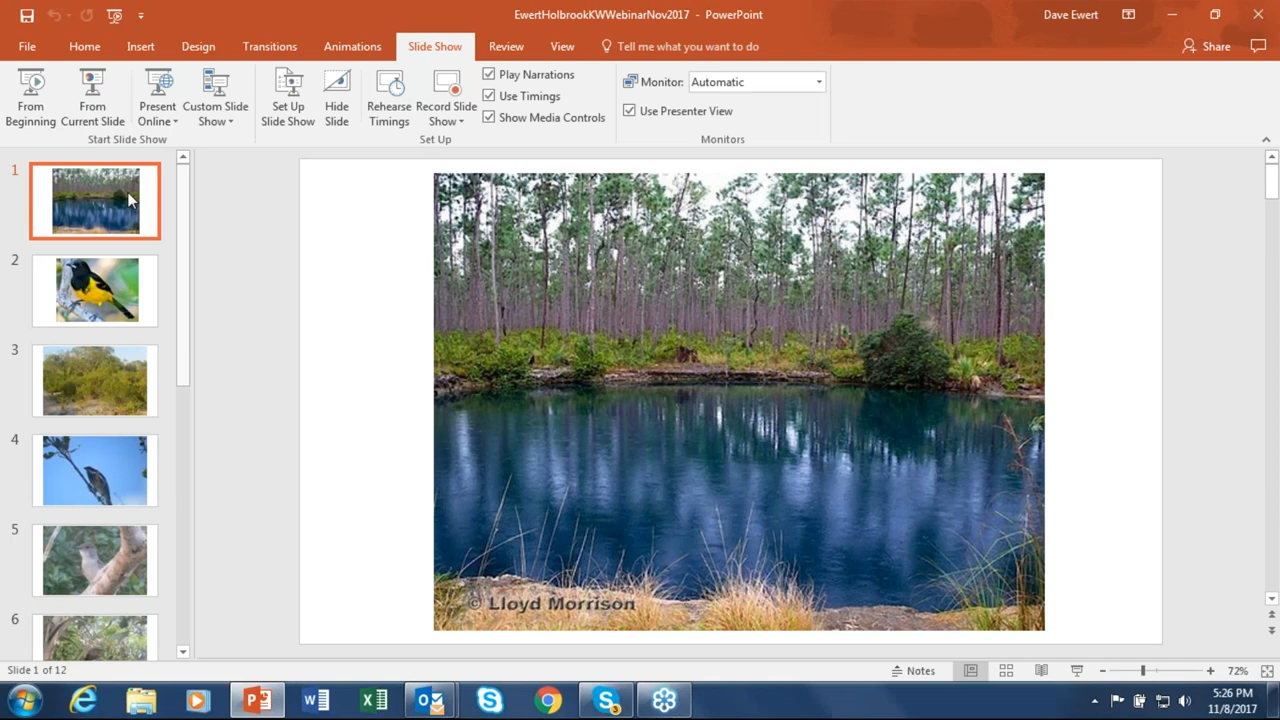 EwertHolbrookKWWebinarNov2017 - PowerPoint
Dave Ewert
File Home Insert Design Transitions Animations Slide Show Review View Tell me what you want to do
Share
From Beginning
From Current Slide
Present Online
Custom Slide Show
Set Up Slide Show
Hide Slide
Rehearse Timings
Record Slide Show
Play Narrations
Use Timings
Show Media Controls
Monitor: Automatic
Use Presenter View
Start Slide Show
Set Up
Monitors
1
2
3
4
5
6
© Lloyd Morrison
Slide 1 of 12
Notes
72%
3
5:26 PM
11/8/2017